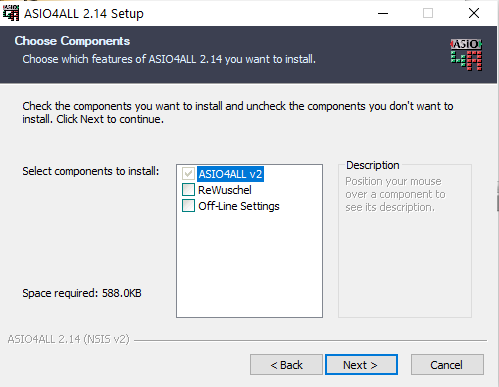 ASIO4ALL 2.14 Setup
Choose Components
Choose which features of ASIO4ALL 2.14 you want to install.
ASIO
Check the components you want to install and uncheck the components you don't want to
install. Click Next to continue.
Select components to install:
ASIO4ALL v2
ReWuschel
Off-Line Settings
Description
Position your mouse
over a component to
see its description.
Space required: 588.0KB
ASIO4ALL 2.14 (NSIS v2)
< Back
Next >
Cancel